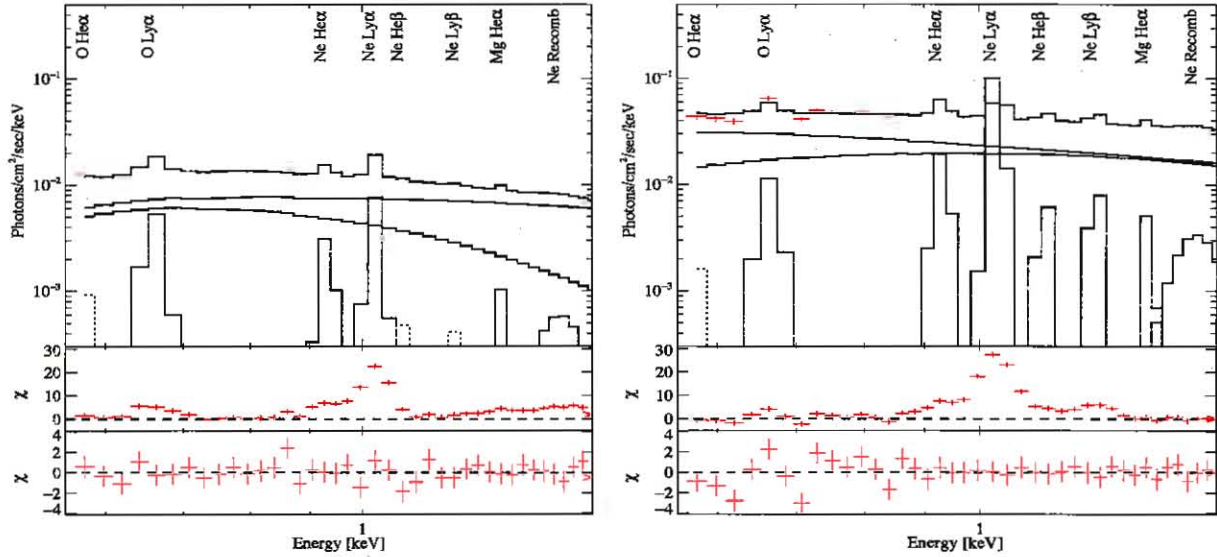 O Heα
O Lyα
Ne Heα
Ne Lyα
Ne Heβ
Ne Lyβ
Mg Heα
Ne Recomb
Photons/cm²/sec/keV
10⁻¹
10⁻²
10⁻³
χ
30
20
10
0
χ
4
2
0
−2
−4
1
Energy [keV]
O Heα
O Lyα
Ne Heα
Ne Lyα
Ne Heβ
Ne Lyβ
Mg Heα
Ne Recomb
Photons/cm²/sec/keV
10⁻¹
10⁻²
10⁻³
χ
30
20
10
0
χ
4
2
0
−2
−4
1
Energy [keV]